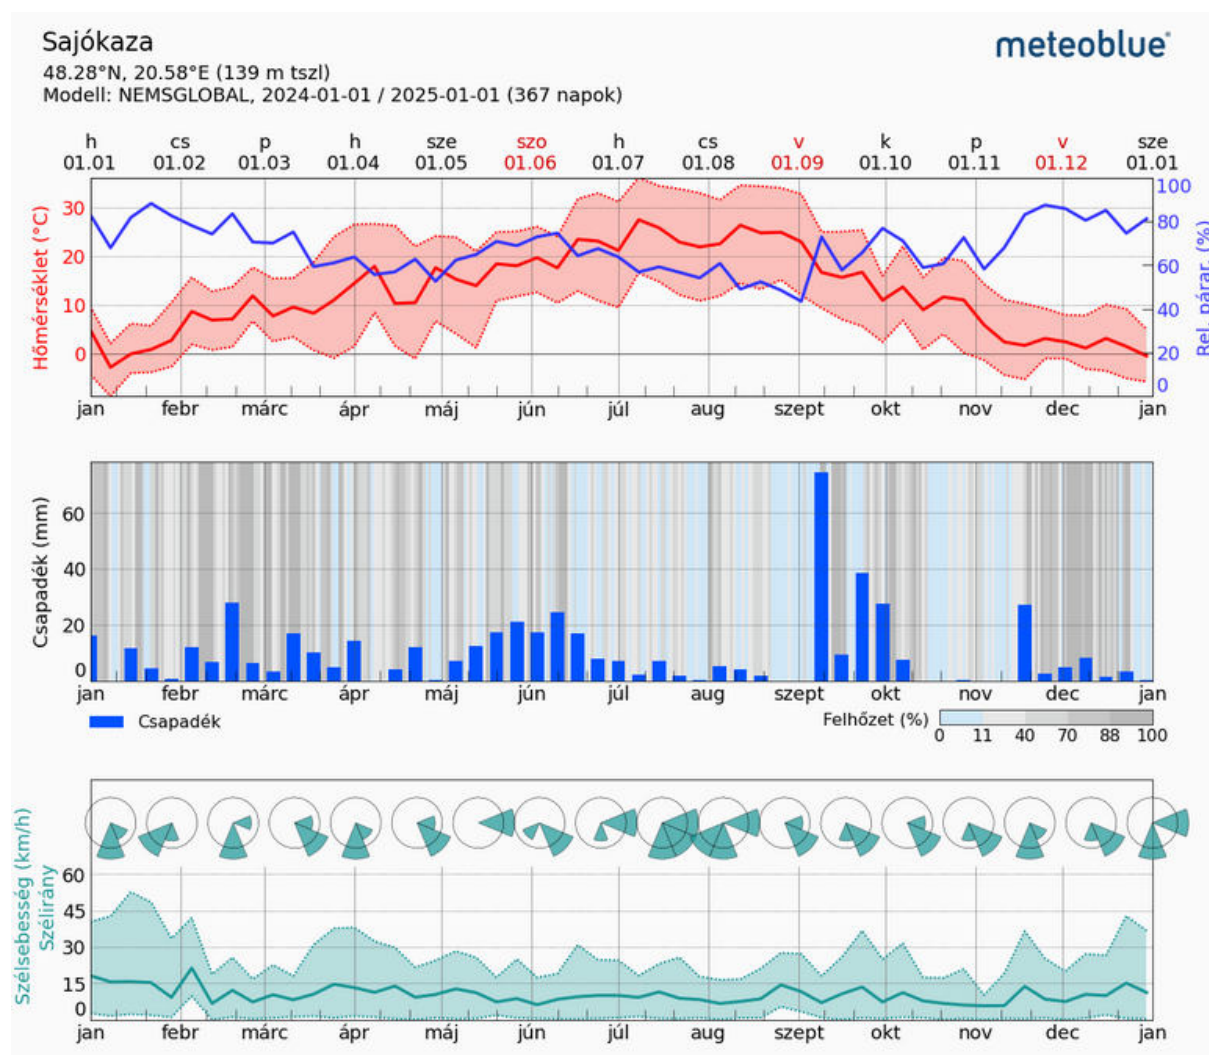 Sajókaza
meteoblue
48.28°N, 20.58°E (139 m tszl)
Modell: NEMSGLOBAL, 2024-01-01 / 2025-01-01 (367 napok)
h cs p h sze szo h cs v k p v sze
01.01 01.02 01.03 01.04 01.05 01.06 01.07 01.08 01.09 01.10 01.11 01.12 01.01
Hőmérséklet (°C)
30
20
10
0
100
80
60
40
20
0
Rel. párar. (%)
jan febr márc ápr máj jún júl aug szept okt nov dec jan
Csapadék (mm)
60
40
20
0
jan febr márc ápr máj jún júl aug szept okt nov dec jan
Csapadék
Felhőzet (%)
0 11 40 70 88 100
Szélsebesség (km/h)
Szélirány
60
45
30
15
0
jan febr márc ápr máj jún júl aug szept okt nov dec jan